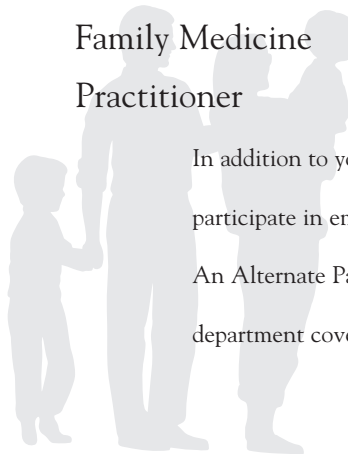 Family Medicine
Practitioner
In addition to
participate in
An Alternate
department